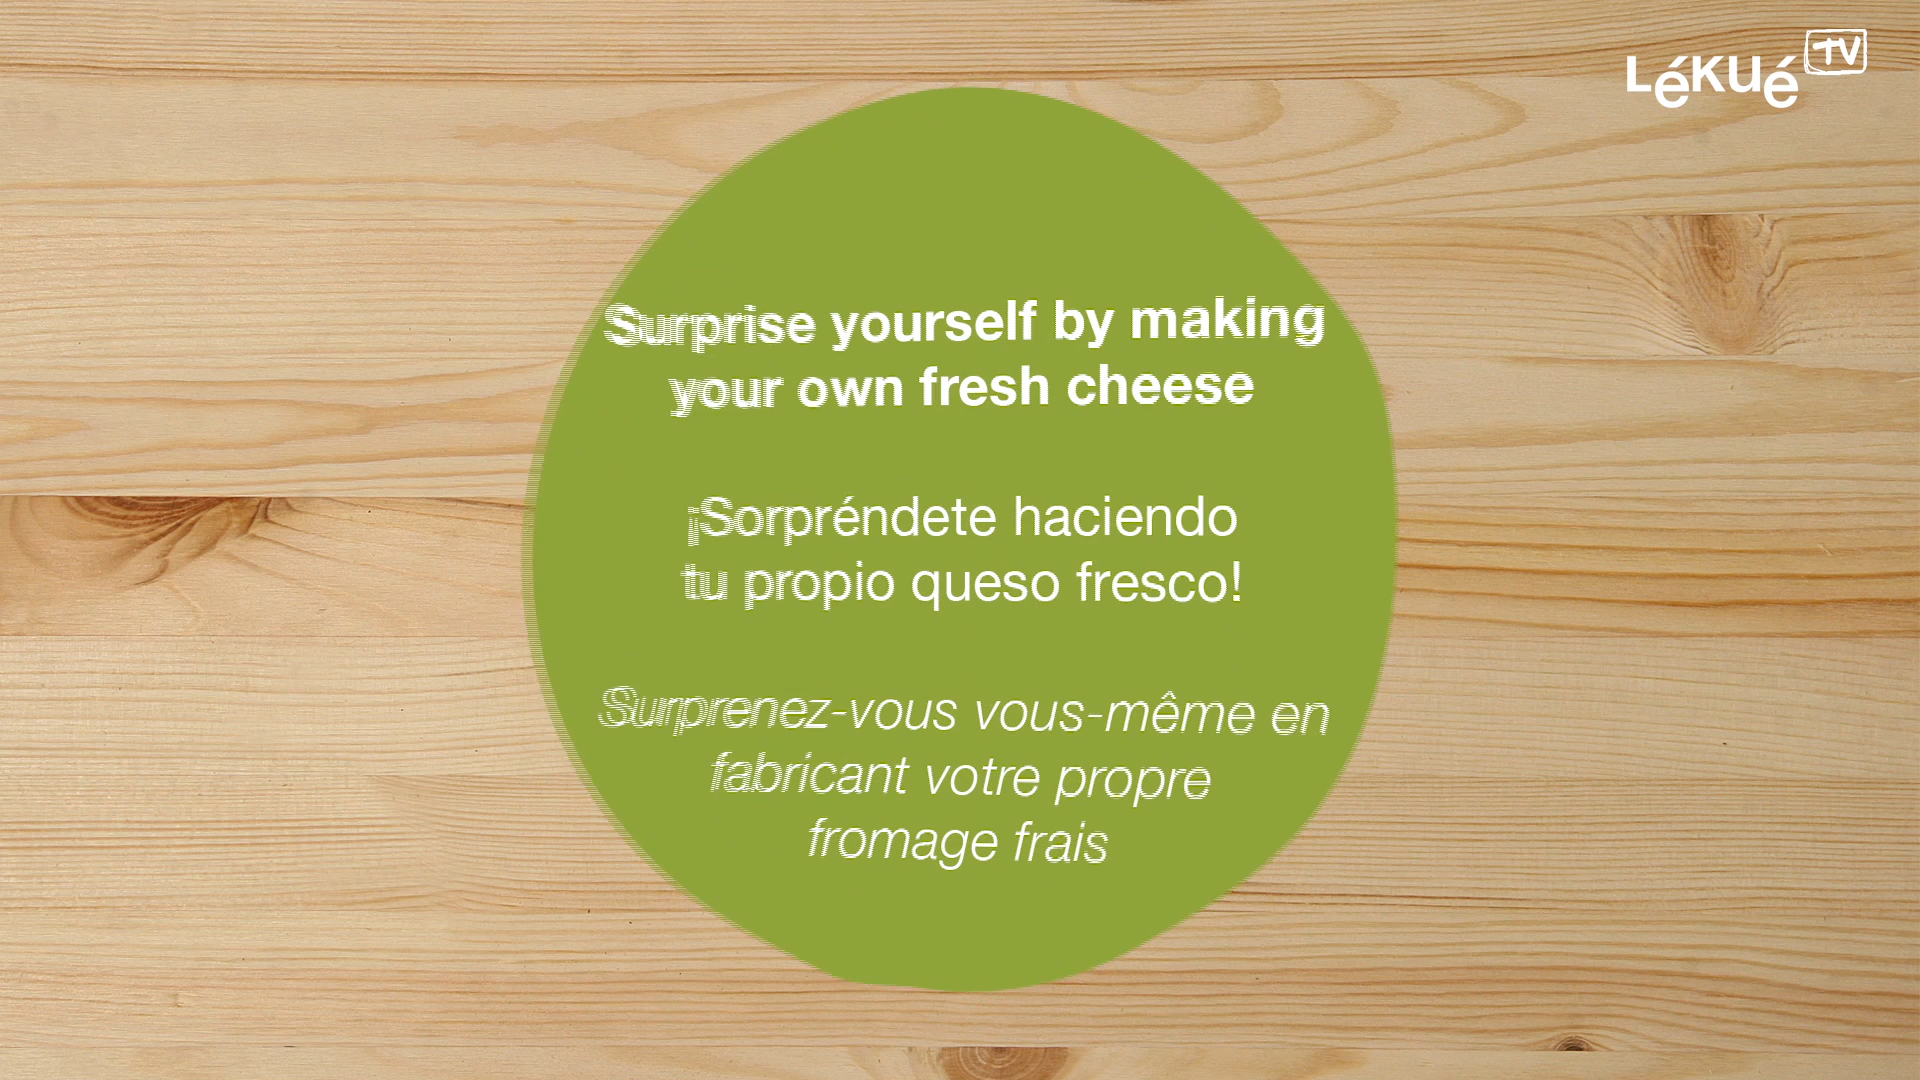 LéKUé TV
Surprise yourself by making
your own fresh cheese
¡Sorpréndete haciendo
tu propio queso fresco!
Surprenez-vous vous-même en
fabricant votre propre
fromage frais